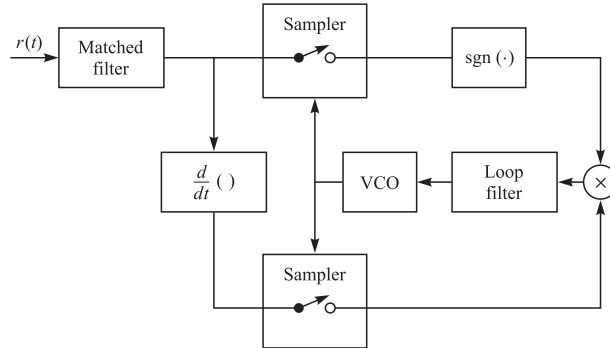 Sampler
r(t)
Matched
filter
sgn (·)
d
dt ( )
VCO
Loop
filter
×
Sampler